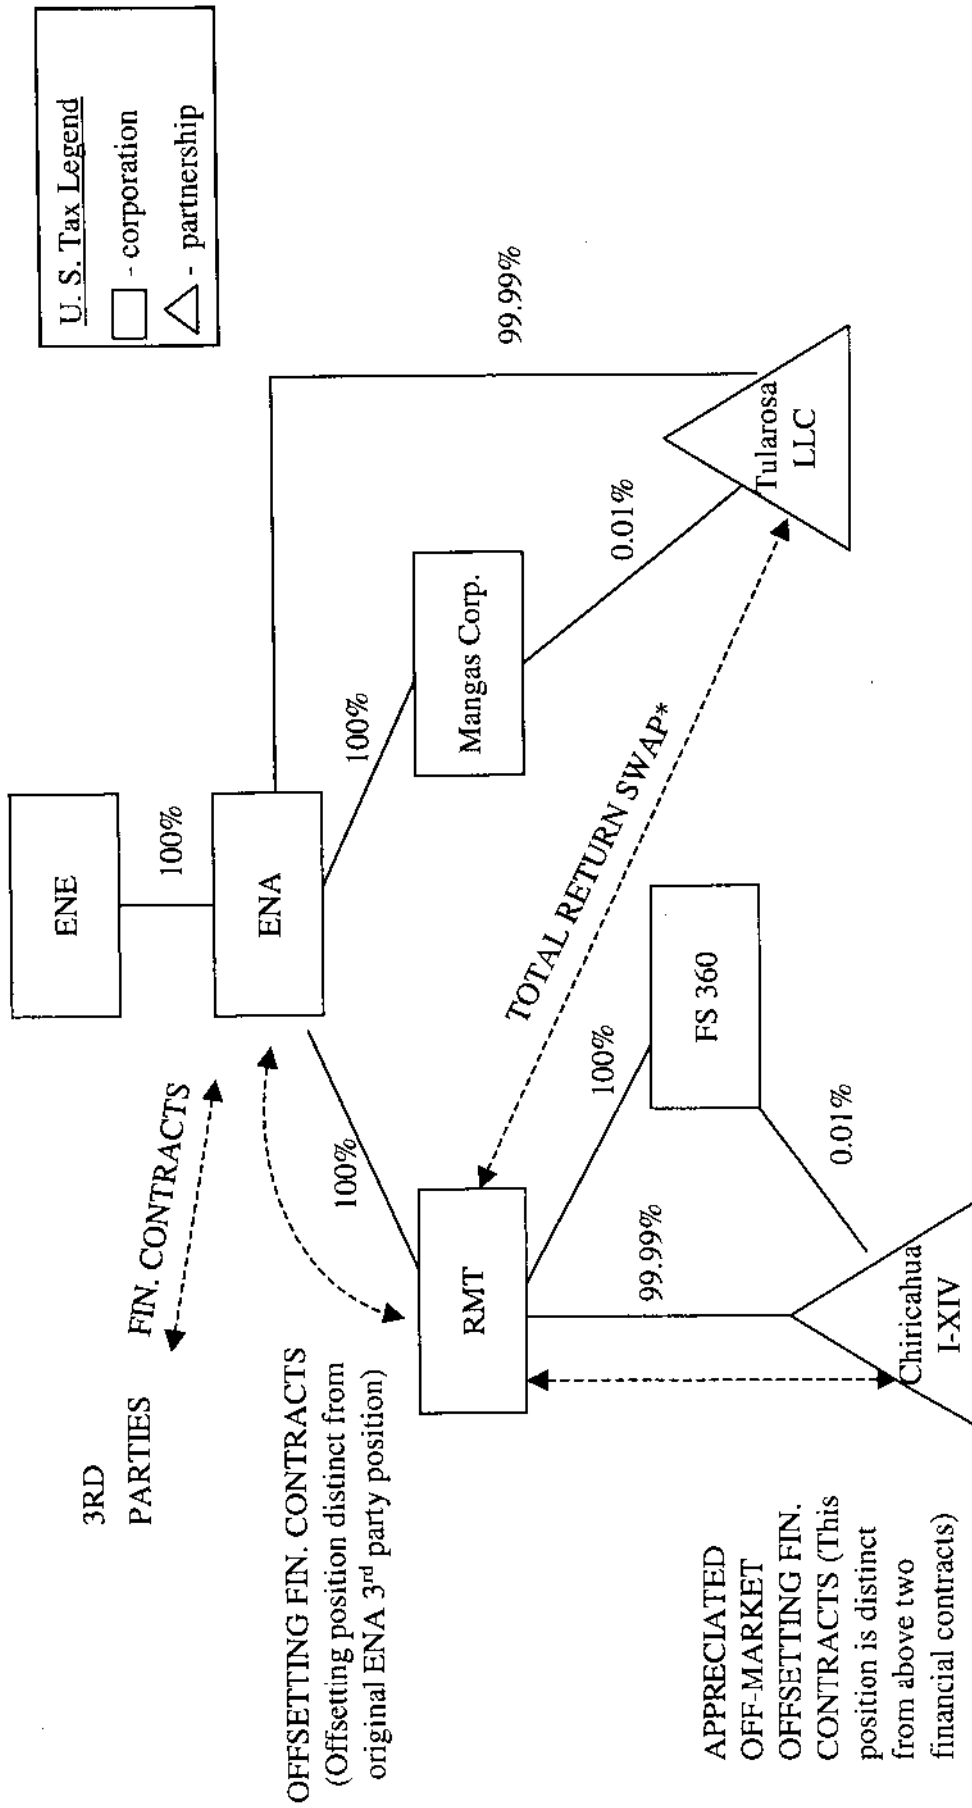 U. S. Tax Legend
- corporation
- partnership
ENE
100%
3RD
PARTIES
FIN. CONTRACTS
ENA
100%
100%
99.99%
OFFSETTING FIN. CONTRACTS
(Offsetting position distinct from
original ENA 3rd party position)
RMT
Mangas Corp.
TOTAL RETURN SWAP*
0.01%
99.99%
100%
FS 360
Tularosa
LLC
0.01%
APPRECIATED
OFF-MARKET
OFFSETTING FIN.
CONTRACTS (This
position is distinct
from above two
financial contracts)
Chiricahua
I-XIV